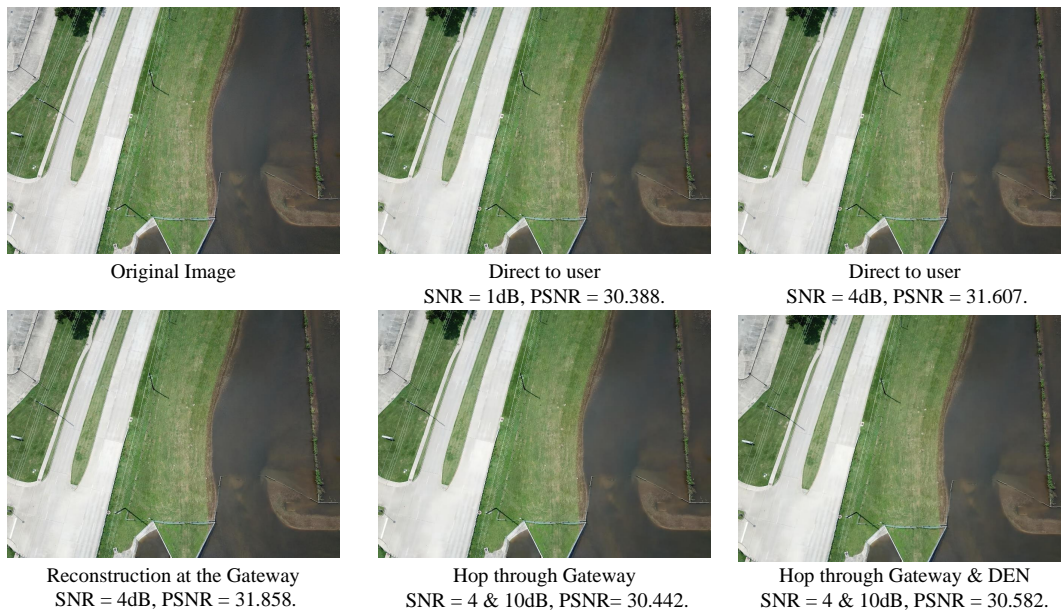 Original Image
Direct to user
SNR = 1dB, PSNR = 30.388.
Direct to user
SNR = 4dB, PSNR = 31.607.
Reconstruction at the Gateway
SNR = 4dB, PSNR = 31.858.
Hop through Gateway
SNR = 4 & 10dB, PSNR= 30.442.
Hop through Gateway & DEN
SNR = 4 & 10dB, PSNR = 30.582.